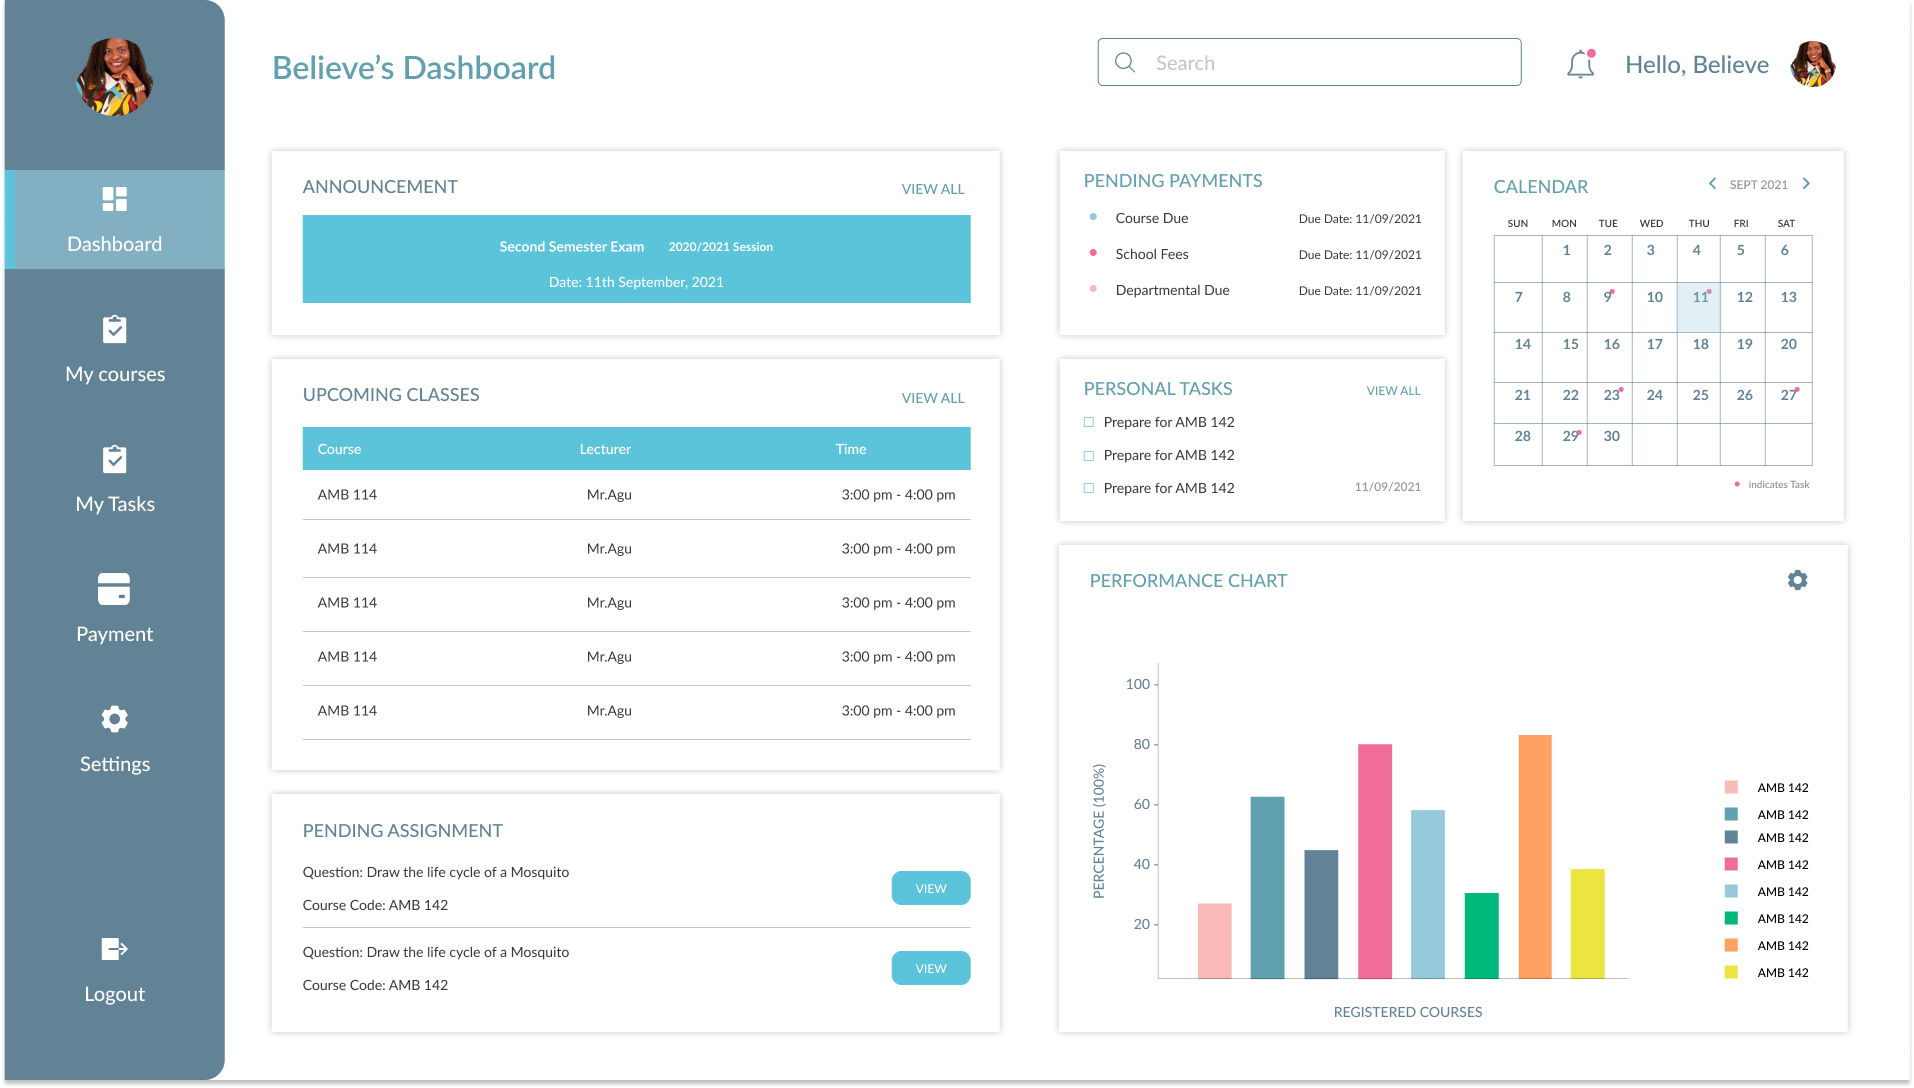 Dashboard
My courses
My Tasks
Payment
Settings
Logout
Believe’s Dashboard
Search
Hello, Believe
ANNOUNCEMENT
VIEW ALL
Second Semester Exam 2020/2021 Session
Date: 11th September, 2021
UPCOMING CLASSES
VIEW ALL
Course Lecturer Time
AMB 114 Mr.Agu 3:00 pm - 4:00 pm
AMB 114 Mr.Agu 3:00 pm - 4:00 pm
AMB 114 Mr.Agu 3:00 pm - 4:00 pm
AMB 114 Mr.Agu 3:00 pm - 4:00 pm
AMB 114 Mr.Agu 3:00 pm - 4:00 pm
PENDING ASSIGNMENT
Question: Draw the life cycle of a Mosquito
Course Code: AMB 142
VIEW
Question: Draw the life cycle of a Mosquito
Course Code: AMB 142
VIEW
PENDING PAYMENTS
Course Due Due Date: 11/09/2021
School Fees Due Date: 11/09/2021
Departmental Due Due Date: 11/09/2021
PERSONAL TASKS
VIEW ALL
Prepare for AMB 142
Prepare for AMB 142
Prepare for AMB 142 11/09/2021
CALENDAR
SEPT 2021
SUN MON TUE WED THU FRI SAT
1 2 3 4 5 6
7 8 9 10 11 12 13
14 15 16 17 18 19 20
21 22 23 24 25 26 27
28 29 30
indicates Task
PERFORMANCE CHART
PERCENTAGE (100%)
100
80
60
40
20
REGISTERED COURSES
AMB 142
AMB 142
AMB 142
AMB 142
AMB 142
AMB 142
AMB 142
AMB 142